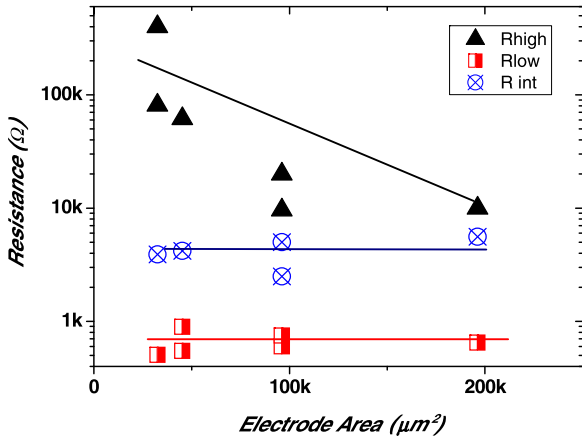 Rhigh
Rlow
R int
100k
10k
1k
0
100k
200k
Resistance (Ω)
Electrode Area (μm²)